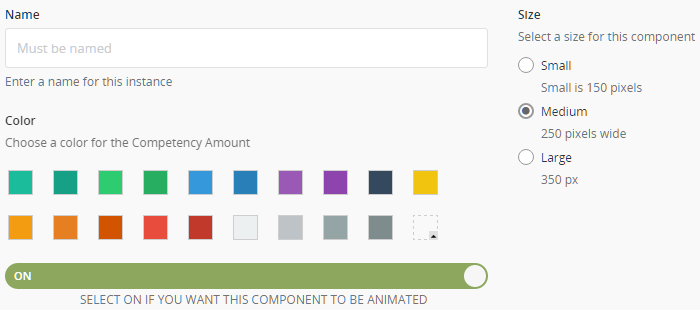 Name
Must be named
Enter a name for this instance
Color
Choose a color for the Competency Amount
ON
SELECT ON IF YOU WANT THIS COMPONENT TO BE ANIMATED
Size
Select a size for this component
Small
Small is 150 pixels
Medium
250 pixels wide
Large
350 px